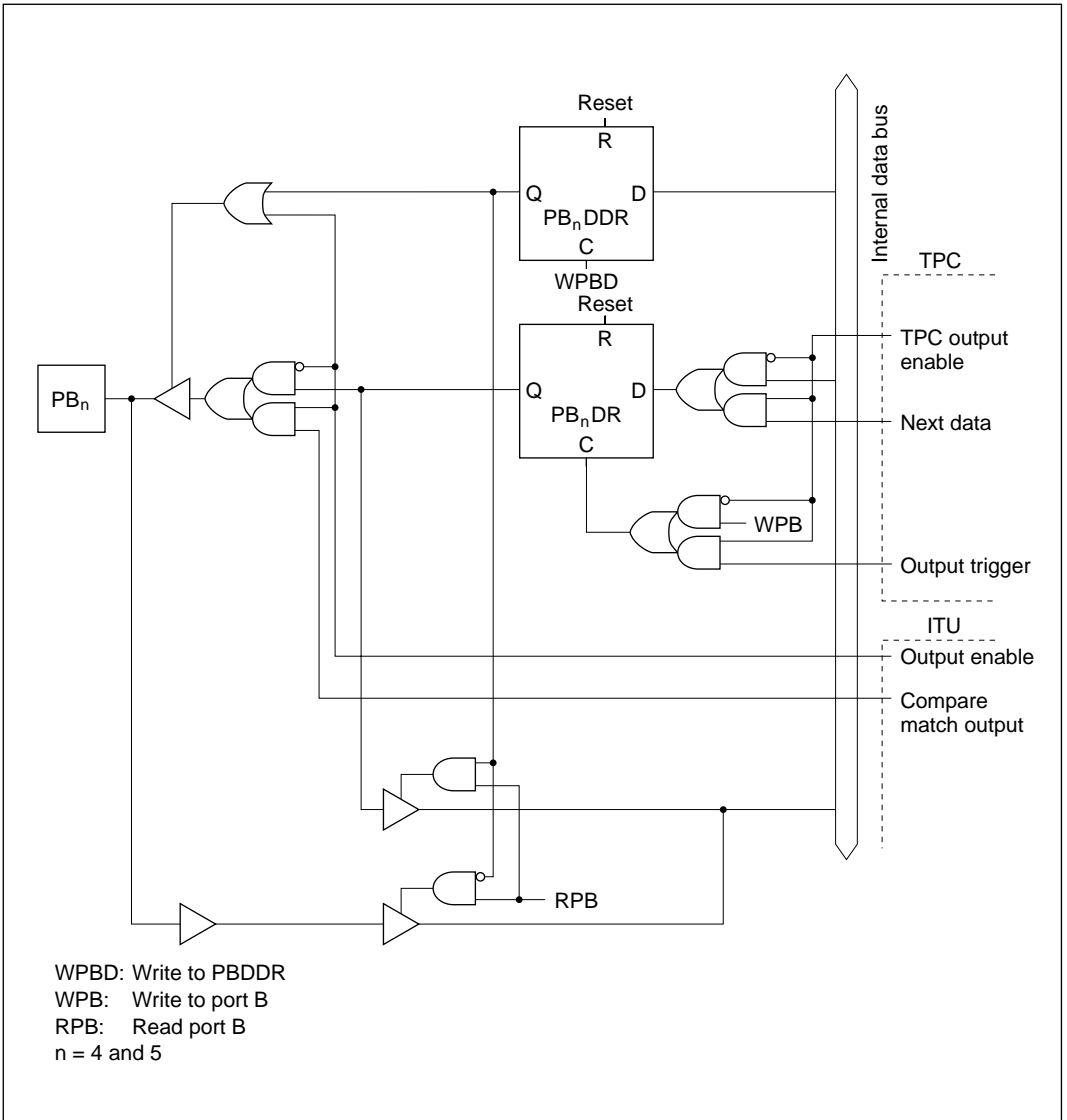 Reset
R
Q
D
PBnDDR
C
WPBD
Internal data bus
TPC
Reset
R
TPC output
enable
PBn
Q
D
PBnDR
C
Next data
WPB
Output trigger
ITU
Output enable
Compare
match output
RPB
WPBD: Write to PBDDR
WPB: Write to port B
RPB: Read port B
n = 4 and 5